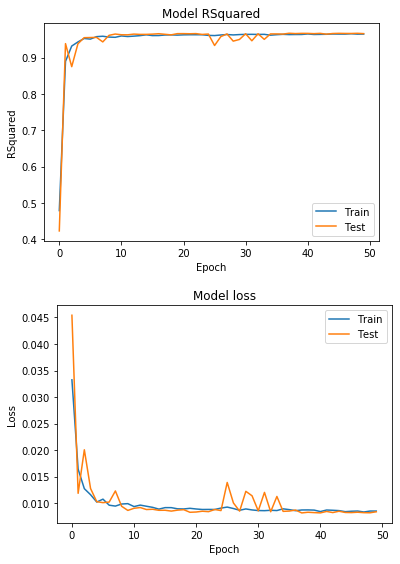 Model RSquared
0.9
0.8
0.7
0.6
0.5
0.4
RSquared
Train
Test
0 10 20 30 40 50
Epoch
Model loss
0.045
0.040
0.035
0.030
0.025
0.020
0.015
0.010
Loss
Train
Test
0 10 20 30 40 50
Epoch